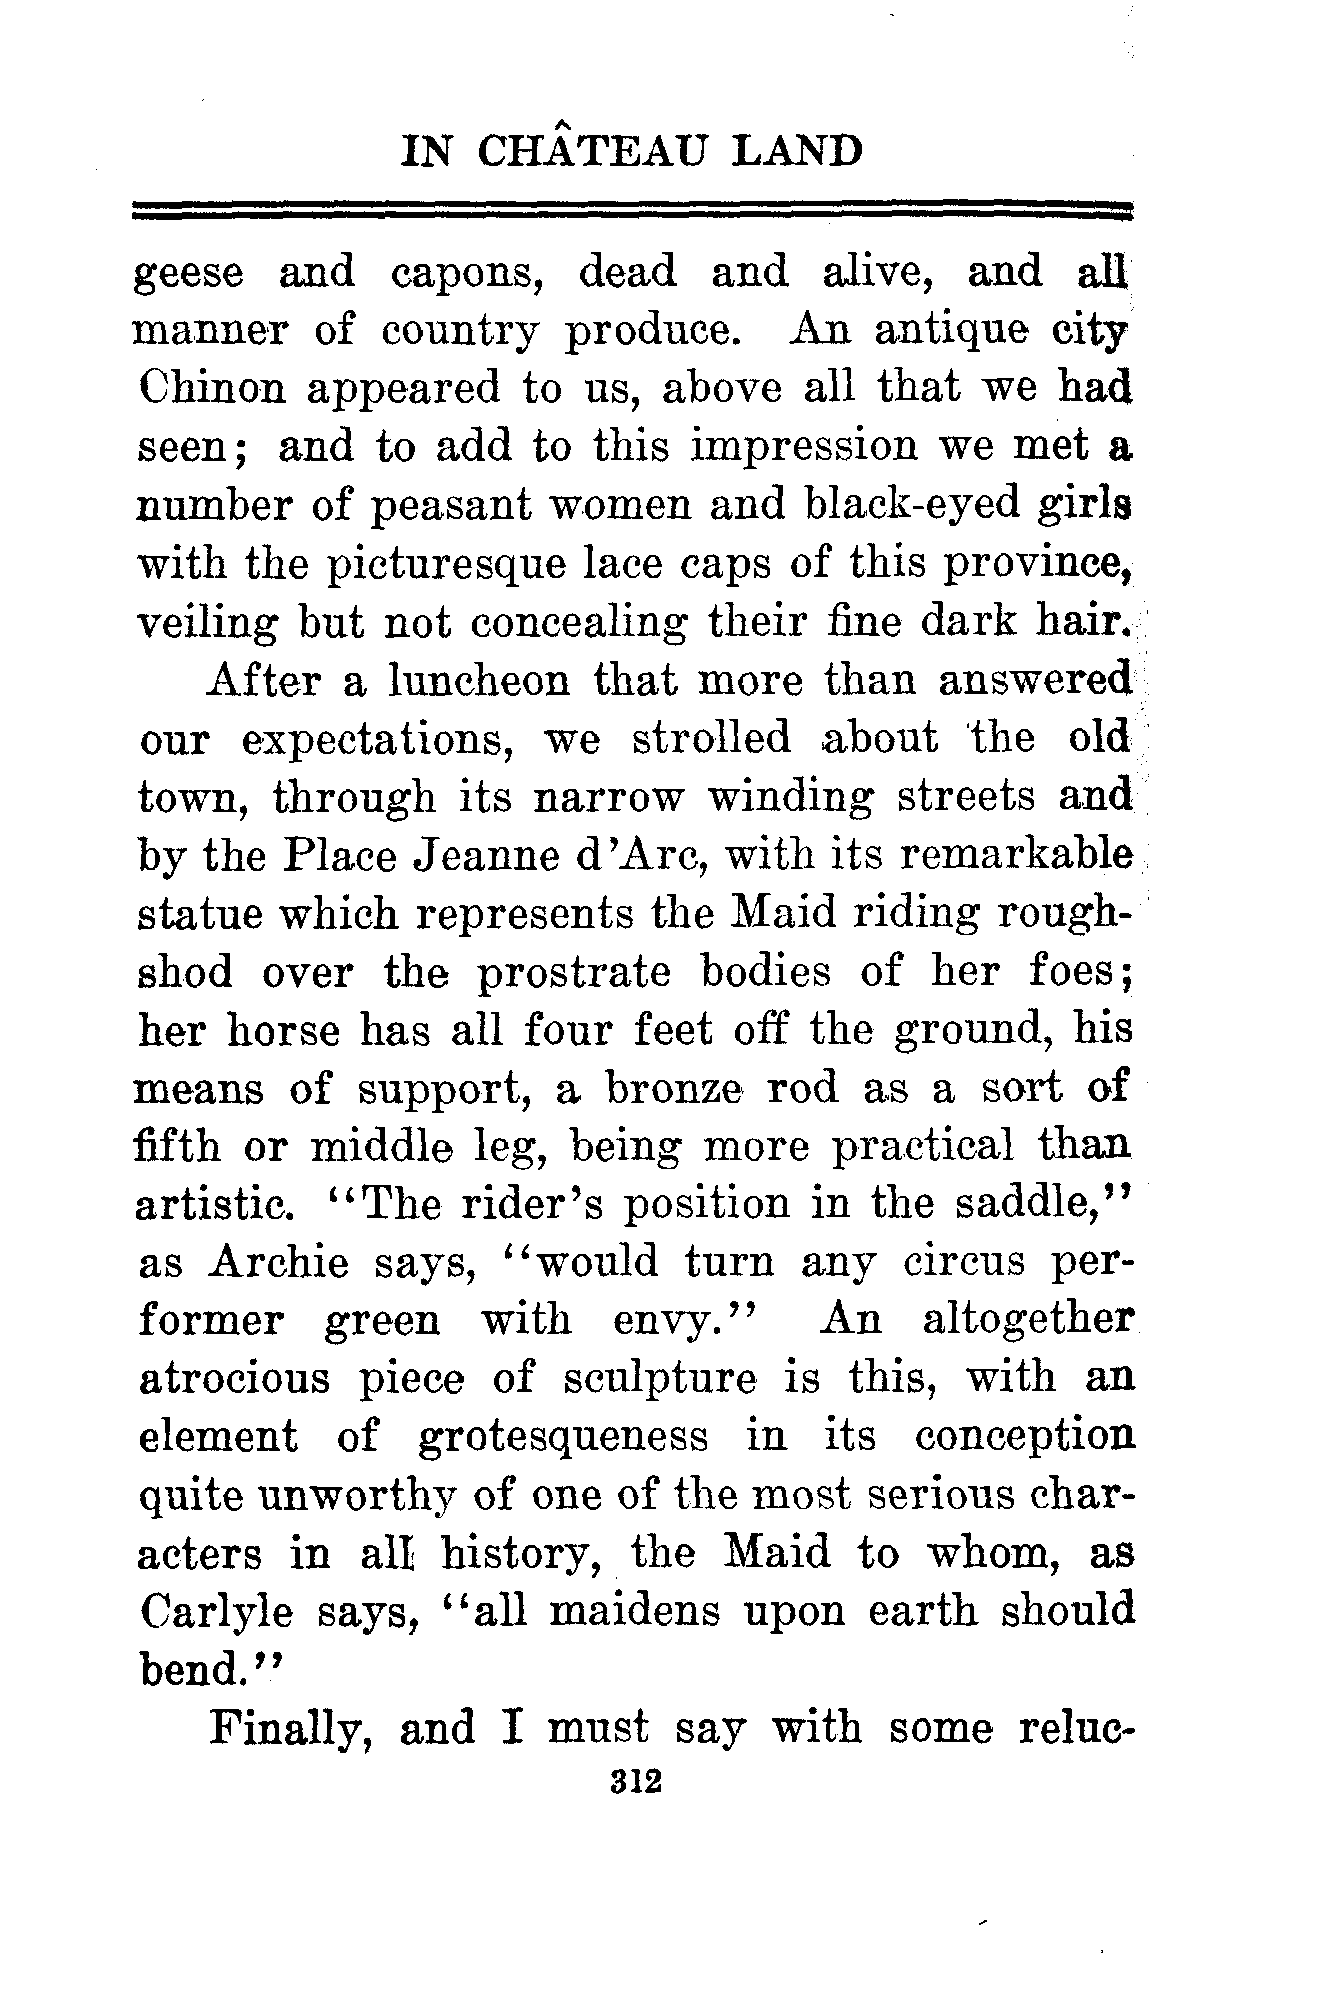 IN CHÂTEAU LAND
geese and capons, dead and alive, and all
manner of country produce. An antique city
Chinon appeared to us, above all that we had
seen; and to add to this impression we met a
number of peasant women and black-eyed girls
with the picturesque lace caps of this province,
veiling but not concealing their fine dark hair.
After a luncheon that more than answered
our expectations, we strolled about the old
town, through its narrow winding streets and
by the Place Jeanne d'Arc, with its remarkable
statue which represents the Maid riding rough-
shod over the prostrate bodies of her foes;
her horse has all four feet off the ground, his
means of support, a bronze rod as a sort of
fifth or middle leg, being more practical than
artistic. "The rider's position in the saddle,"
as Archie says, "would turn any circus per-
former green with envy." An altogether
atrocious piece of sculpture is this, with an
element of grotesqueness in its conception
quite unworthy of one of the most serious char-
acters in all history, the Maid to whom, as
Carlyle says, "all maidens upon earth should
bend."
Finally, and I must say with some reluc-
312